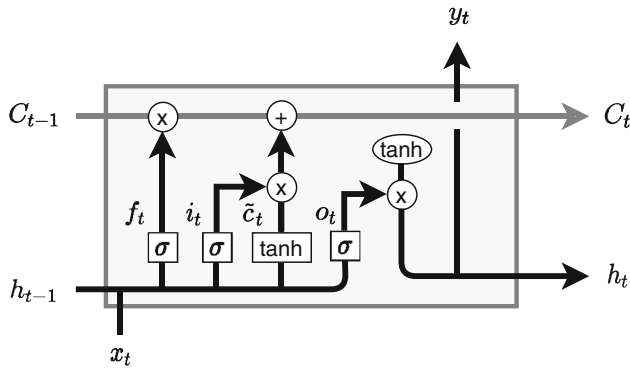 y_t
C_{t-1} x + C_t
tanh
x x
f_t i_t c̃_t o_t
σ σ tanh σ
h_{t-1} h_t
x_t